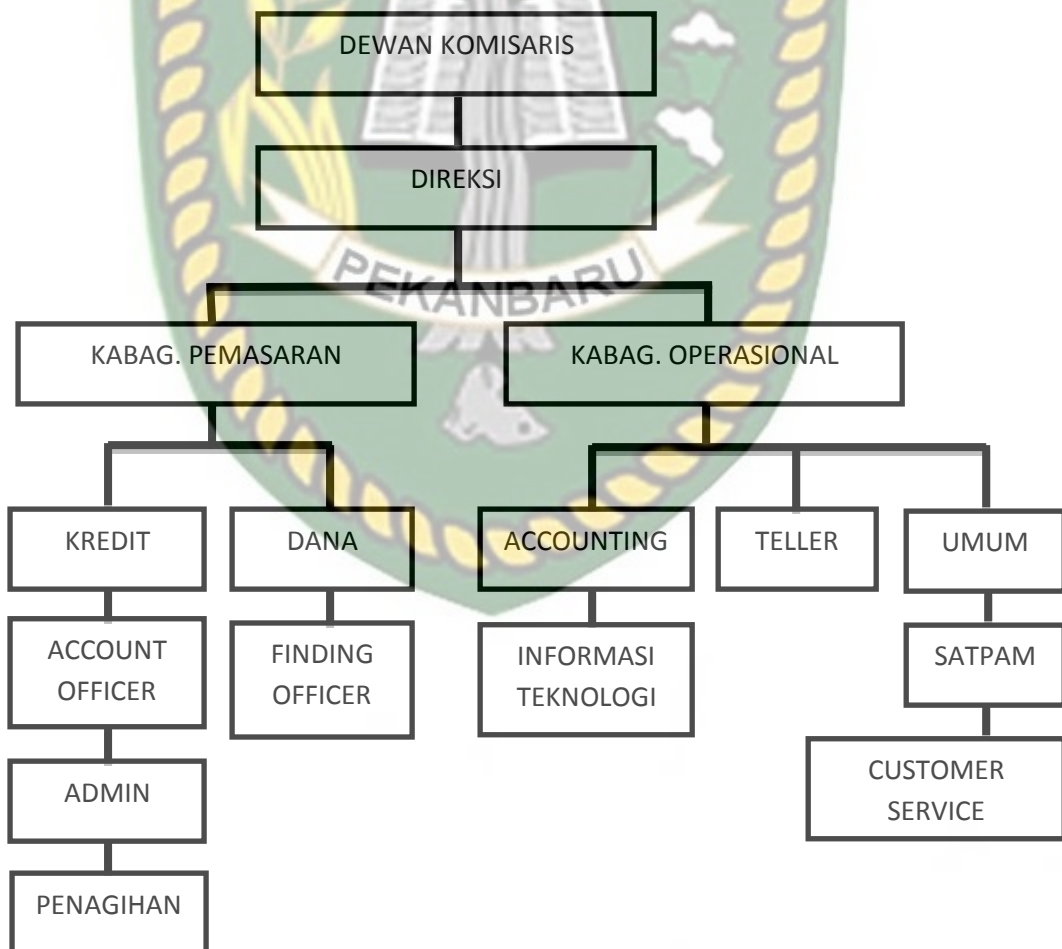 DEWAN KOMISARIS
DIREKSI
PEKANBARU
KABAG. PEMASARAN
KABAG. OPERASIONAL
KREDIT
DANA
ACCOUNTING
TELLER
UMUM
ACCOUNT
OFFICER
FINDING
OFFICER
INFORMASI
TEKNOLOGI
SATPAM
ADMIN
CUSTOMER
SERVICE
PENAGIHAN